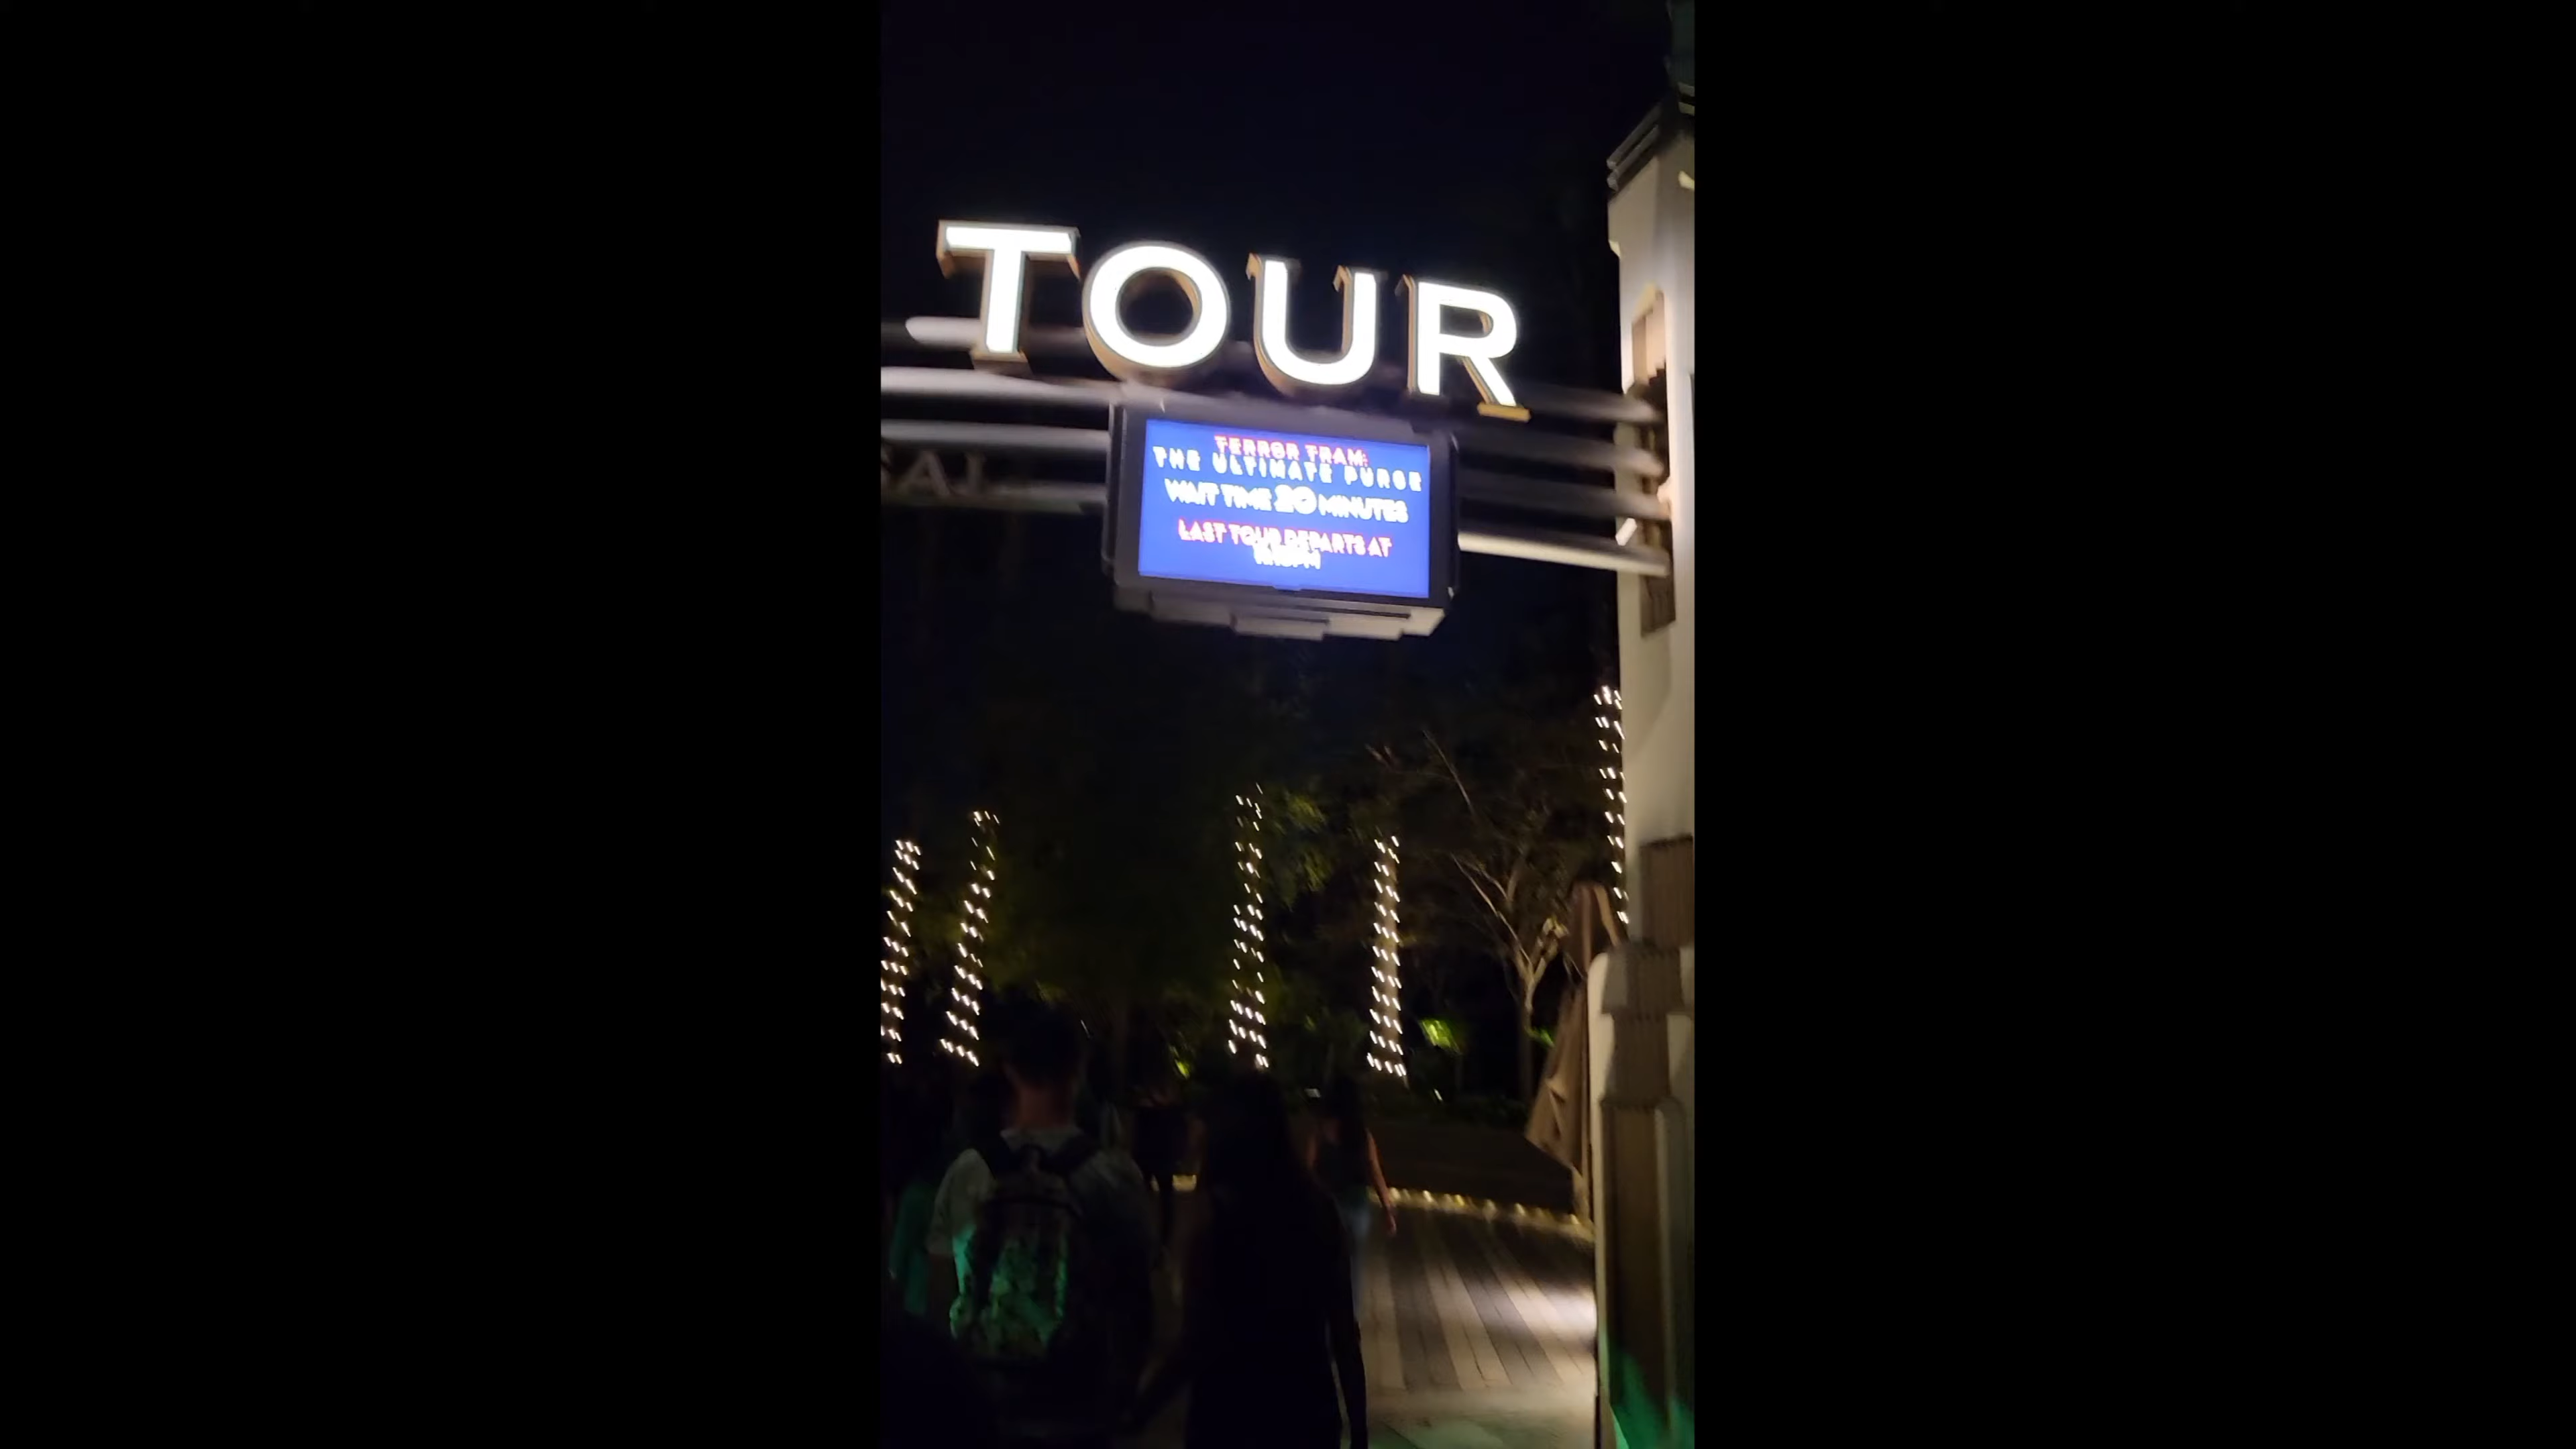 TOUR
TERROR TRAM:
THE ULTIMATE PURGE
WAIT TIME 20 MINUTES
LAST TOUR DEPARTS AT